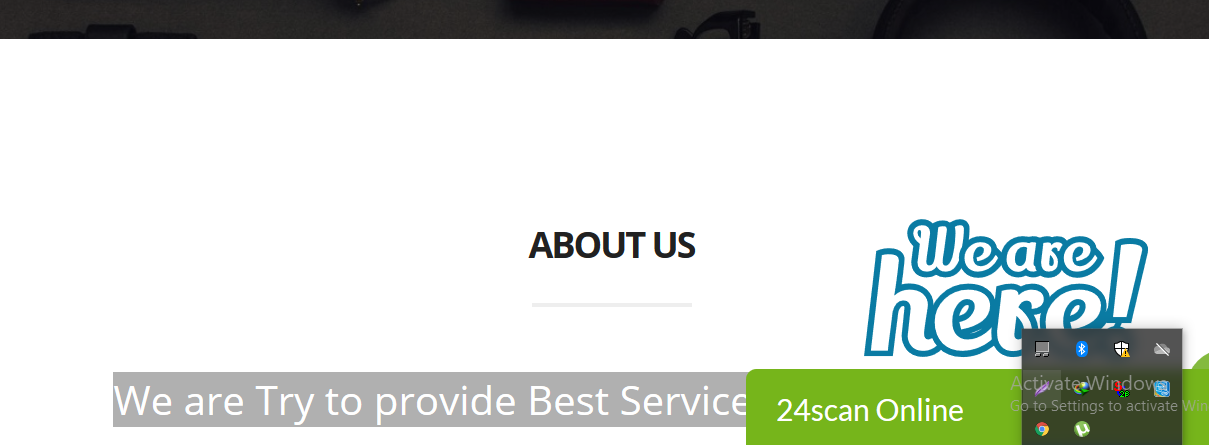 ABOUT US
We are
here!
We are Try to provide Best Service
24scan Online
Activate Windows
Go to Settings to activate Win